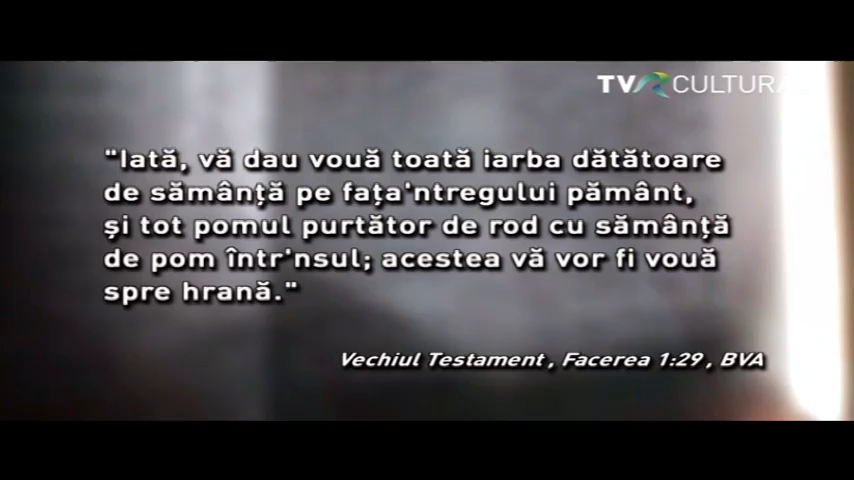 TVR CULTURAL
"Iată, vă dau vouă toată iarba dătătoare
de sămânță pe fața'ntregului pământ,
și tot pomul purtător de rod cu sămânță
de pom într'nsul; acestea vă vor fi vouă
spre hrană."
Vechiul Testament, Facerea 1:29, BVA